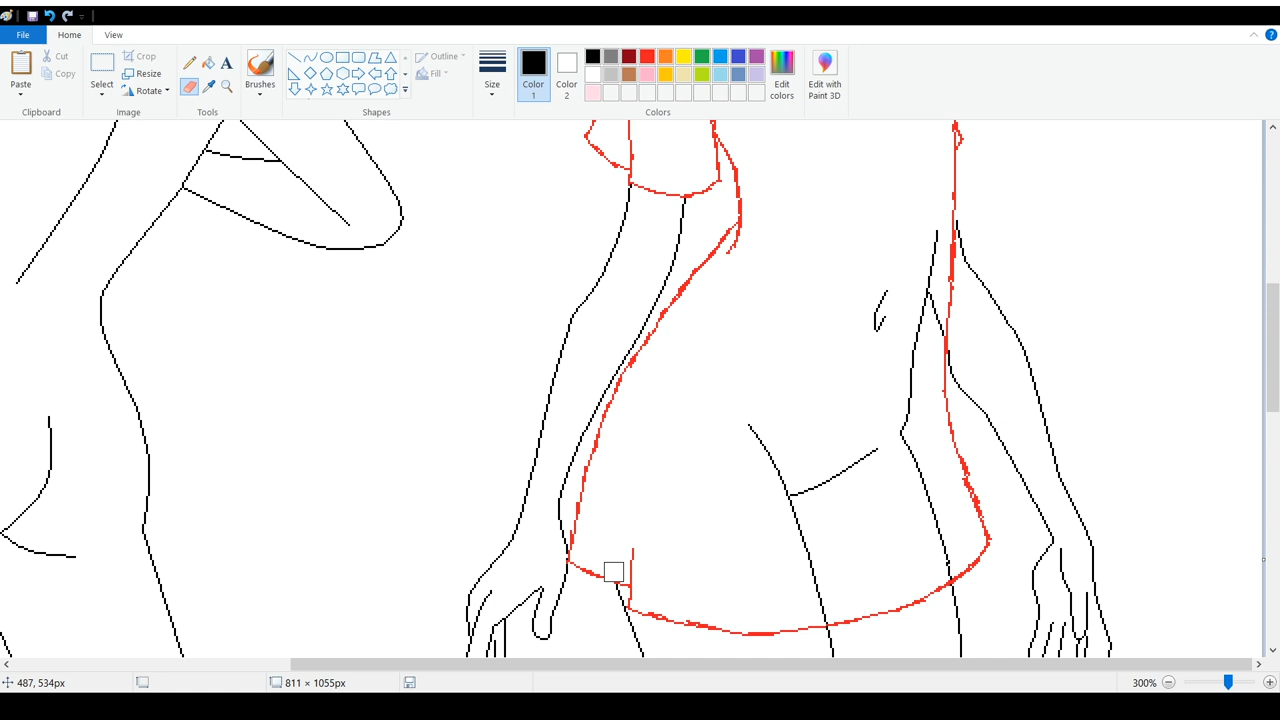 File Home View ?
Paste
Cut
Copy
Clipboard
Select
Crop
Resize
Rotate
Image
A
Tools
Brushes
Outline
Fill
Shapes
Size
Color 1
Color 2
Edit colors
Colors
Edit with Paint 3D
487, 534px
811 × 1055px
300%